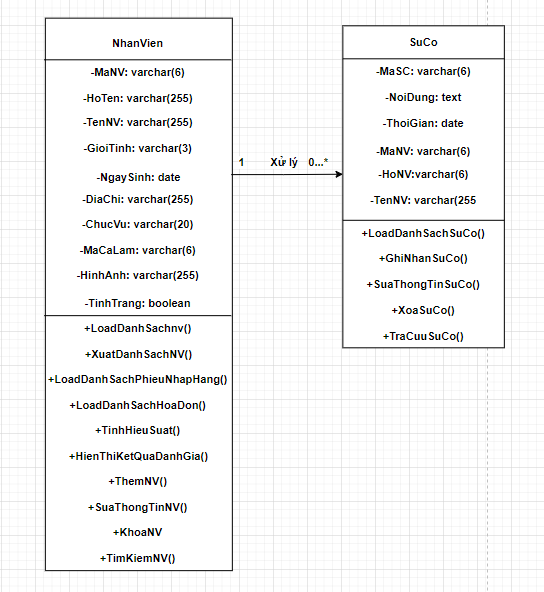 NhanVien
-MaNV: varchar(6)
-HoTen: varchar(255)
-TenNV: varchar(255)
-GioiTinh: varchar(3)
-NgaySinh: date
-DiaChi: varchar(255)
-ChucVu: varchar(20)
-MaCaLam: varchar(6)
-HinhAnh: varchar(255)
-TinhTrang: boolean
+LoadDanhSachnv()
+XuatDanhSachNV()
+LoadDanhSachPhieuNhapHang()
+LoadDanhSachHoaDon()
+TinhHieuSuat()
+HienThiKetQuaDanhGia()
+ThemNV()
+SuaThongTinNV()
+KhoaNV
+TimKiemNV()
1 Xử lý 0...*
SuCo
-MaSC: varchar(6)
-NoiDung: text
-ThoiGian: date
-MaNV: varchar(6)
-HoNV:varchar(6)
-TenNV: varchar(255
+LoadDanhSachSuCo()
+GhiNhanSuCo()
+SuaThongTinSuCo()
+XoaSuCo()
+TraCuuSuCo()